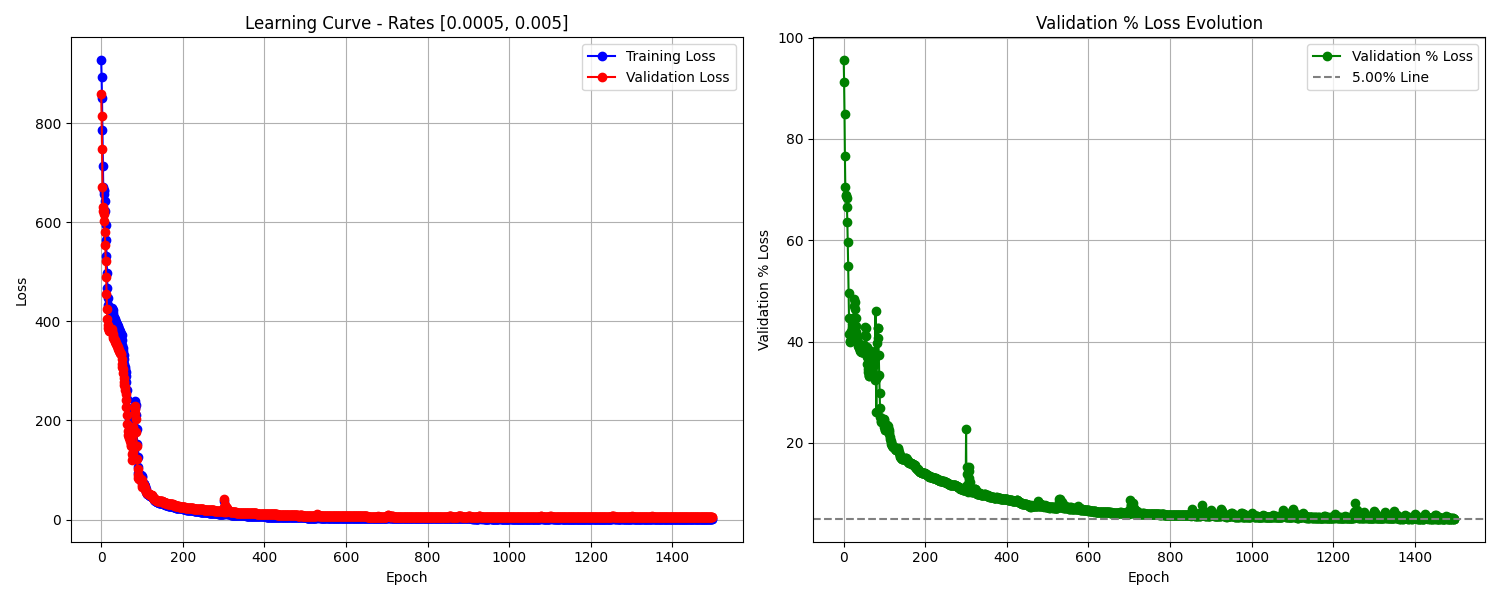 Learning Curve - Rates [0.0005, 0.005]
Training Loss
Validation Loss
Loss
800
600
400
200
0
0 200 400 600 800 1000 1200 1400
Epoch
Validation % Loss Evolution
Validation % Loss
5.00% Line
Validation % Loss
100
80
60
40
20
0 200 400 600 800 1000 1200 1400
Epoch